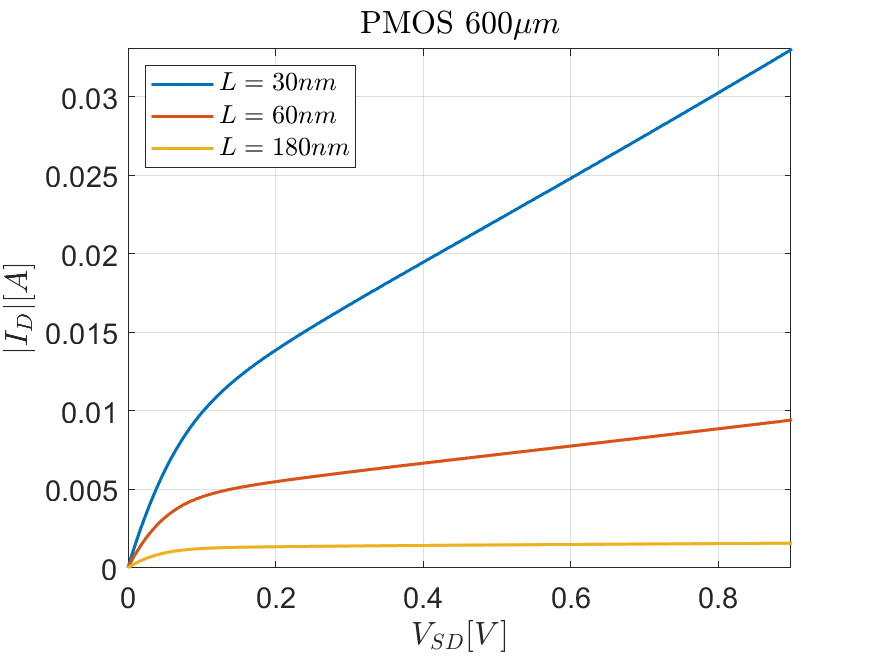 PMOS 600μm
L = 30nm
L = 60nm
L = 180nm
|I_D|[A]
0.03
0.025
0.02
0.015
0.01
0.005
0
0 0.2 0.4 0.6 0.8
V_SD[V]